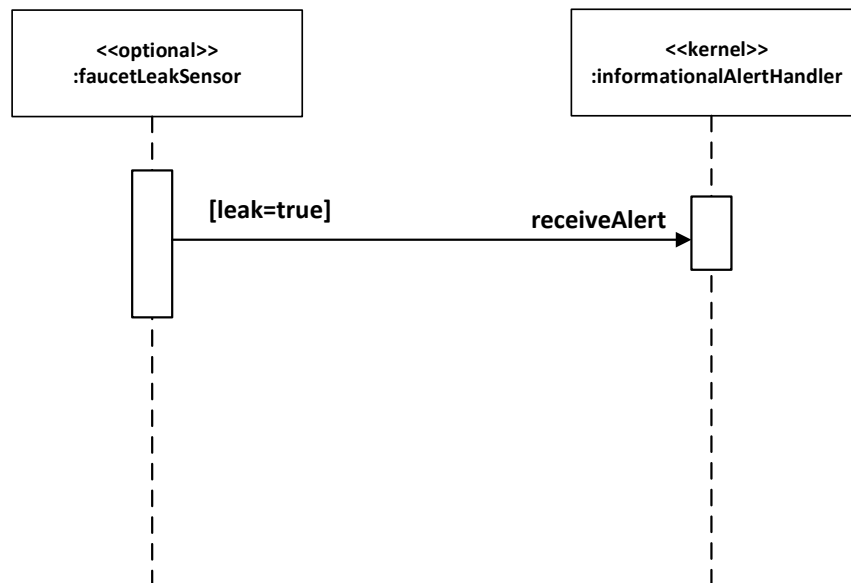 <<optional>>
:faucetLeakSensor
<<kernel>>
:informationalAlertHandler
[leak=true]
receiveAlert